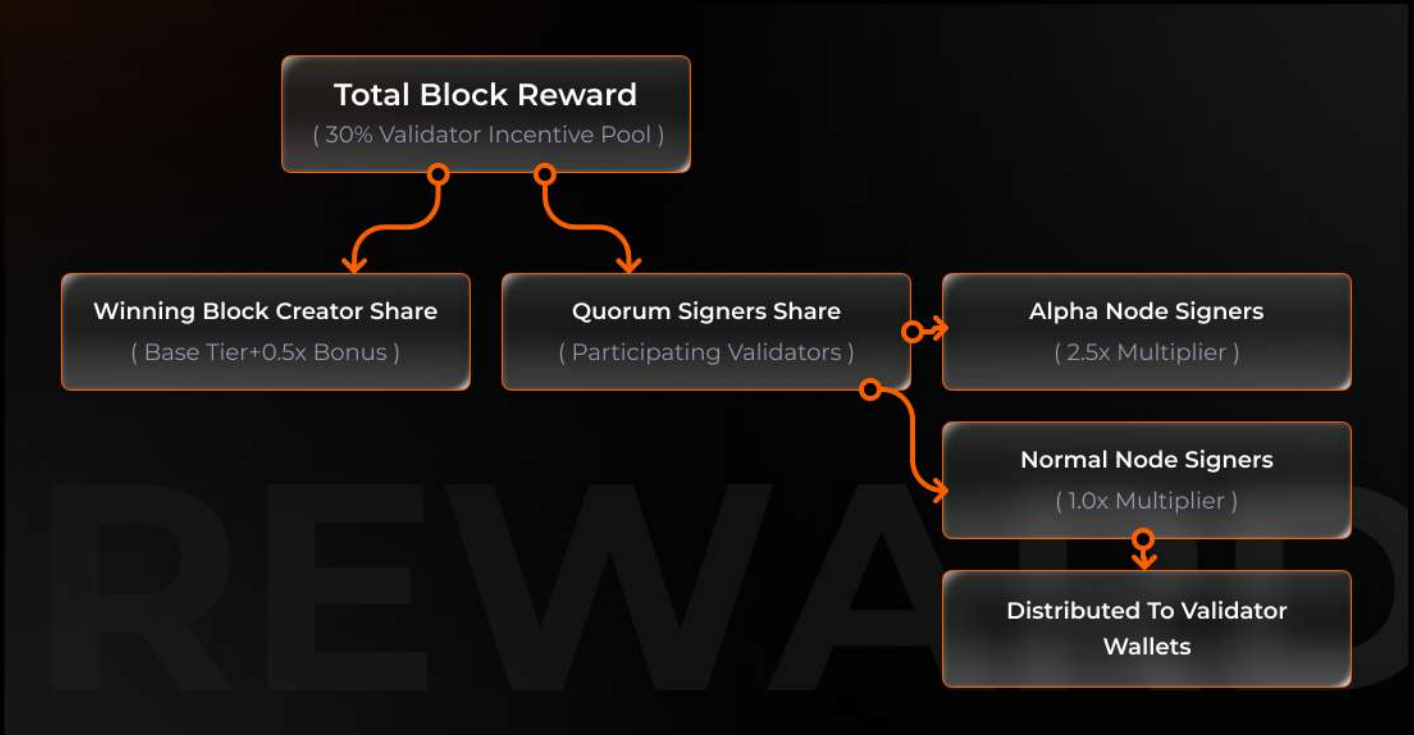 Total Block Reward
( 30% Validator Incentive Pool )
Winning Block Creator Share
( Base Tier+0.5x Bonus )
Quorum Signers Share
( Participating Validators )
Alpha Node Signers
( 2.5x Multiplier )
Normal Node Signers
( 1.0x Multiplier )
Distributed To Validator
Wallets
REWARD